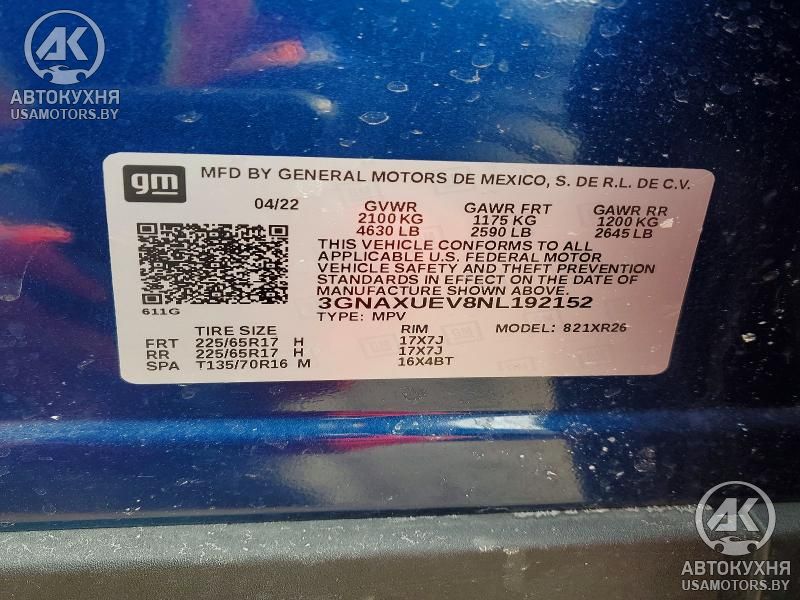 AK
АВТОКУХНЯ
USAMOTORS.BY
gm
MFD BY GENERAL MOTORS DE MEXICO, S. DE R.L. DE C.V.
04/22 GVWR GAWR FRT GAWR RR
2100 KG 1175 KG 1200 KG
4630 LB 2590 LB 2645 LB
THIS VEHICLE CONFORMS TO ALL
APPLICABLE U.S. FEDERAL MOTOR
VEHICLE SAFETY AND THEFT PREVENTION
STANDARDS IN EFFECT ON THE DATE OF
MANUFACTURE SHOWN ABOVE.
3GNAXUEV8NL192152
611G
TYPE: MPV MODEL: 821XR26
TIRE SIZE RIM
FRT 225/65R17 H 17X7J
RR 225/65R17 H 17X7J
SPA T135/70R16 M 16X4BT
AK
АВТОКУХНЯ
USAMOTORS.BY